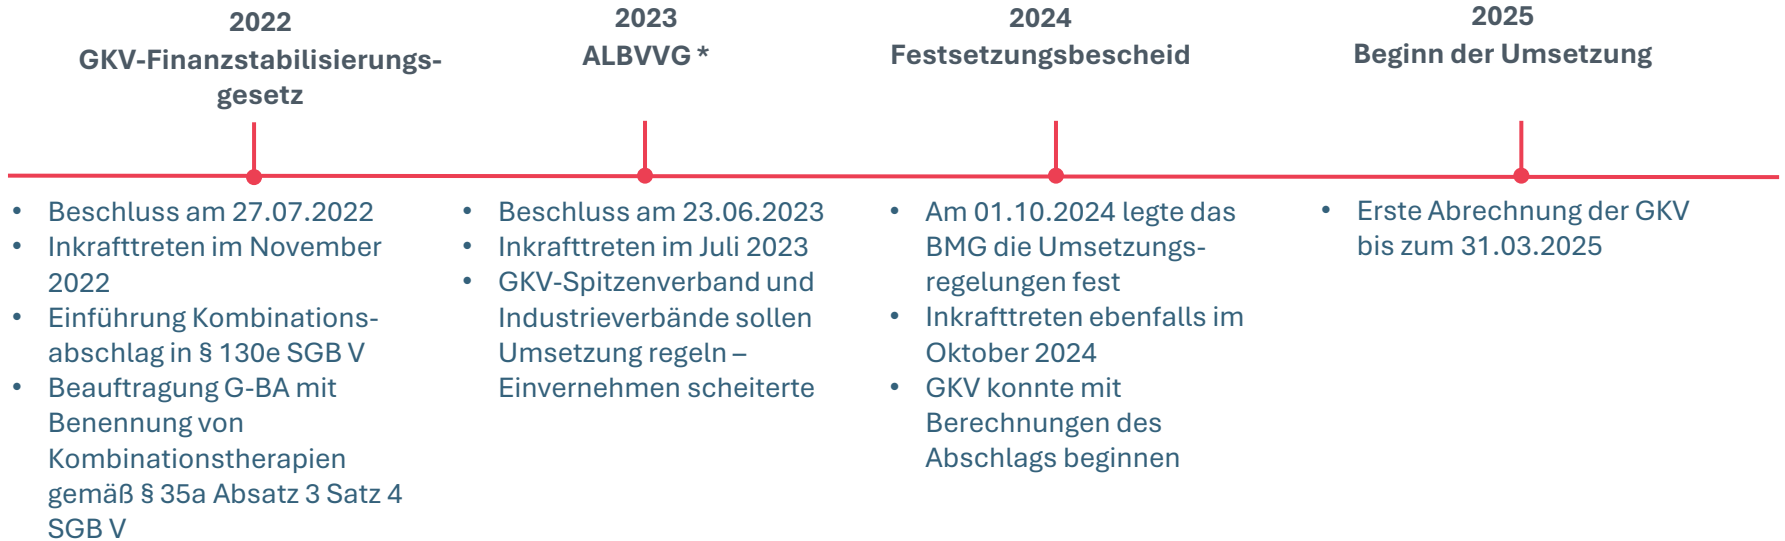 2022
GKV-Finanzstabilisierungs-
gesetz
2023
ALBVVG *
2024
Festsetzungsbescheid
2025
Beginn der Umsetzung
• Beschluss am 27.07.2022
• Inkrafttreten im November
2022
• Einführung Kombinations-
abschlag in § 130e SGB V
• Beauftragung G-BA mit
Benennung von
Kombinationstherapien
gemäß § 35a Absatz 3 Satz 4
SGB V
• Beschluss am 23.06.2023
• Inkrafttreten im Juli 2023
• GKV-Spitzenverband und
Industrieverbände sollen
Umsetzung regeln –
Einvernehmen scheiterte
• Am 01.10.2024 legte das
BMG die Umsetzungs-
regelungen fest
• Inkrafttreten ebenfalls im
Oktober 2024
• GKV konnte mit
Berechnungen des
Abschlags beginnen
• Erste Abrechnung der GKV
bis zum 31.03.2025